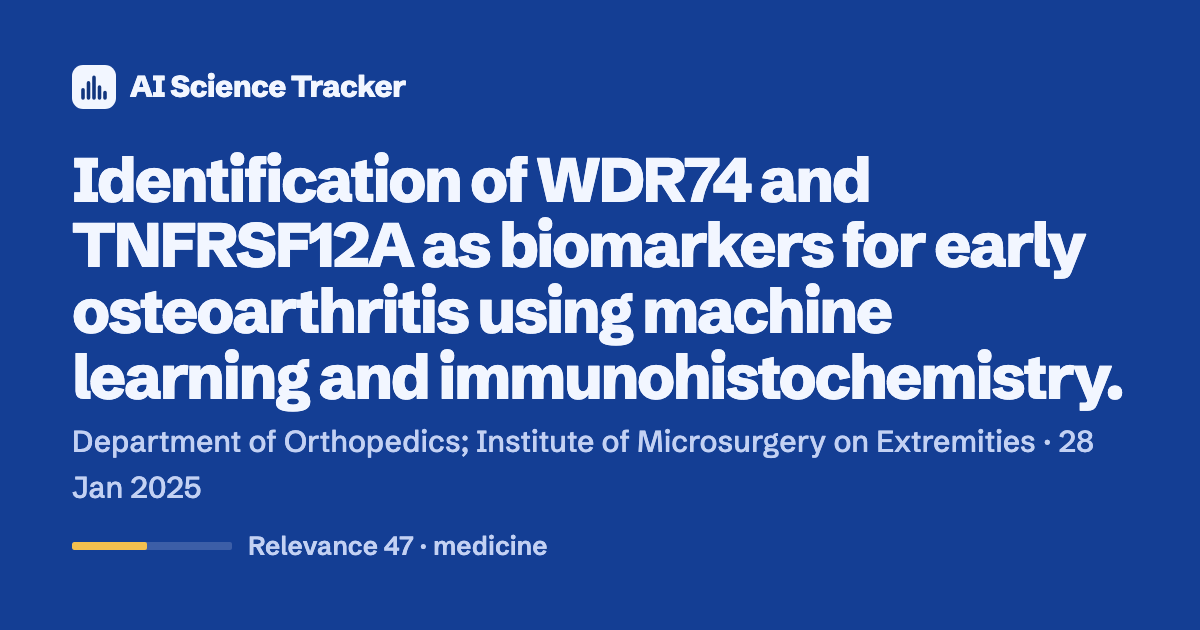 AI Science Tracker
Identification of WDR74 and
TNFRSF12A as biomarkers for early
osteoarthritis using machine
learning and immunohistochemistry.
Department of Orthopedics; Institute of Microsurgery on Extremities · 28
Jan 2025
Relevance 47 · medicine